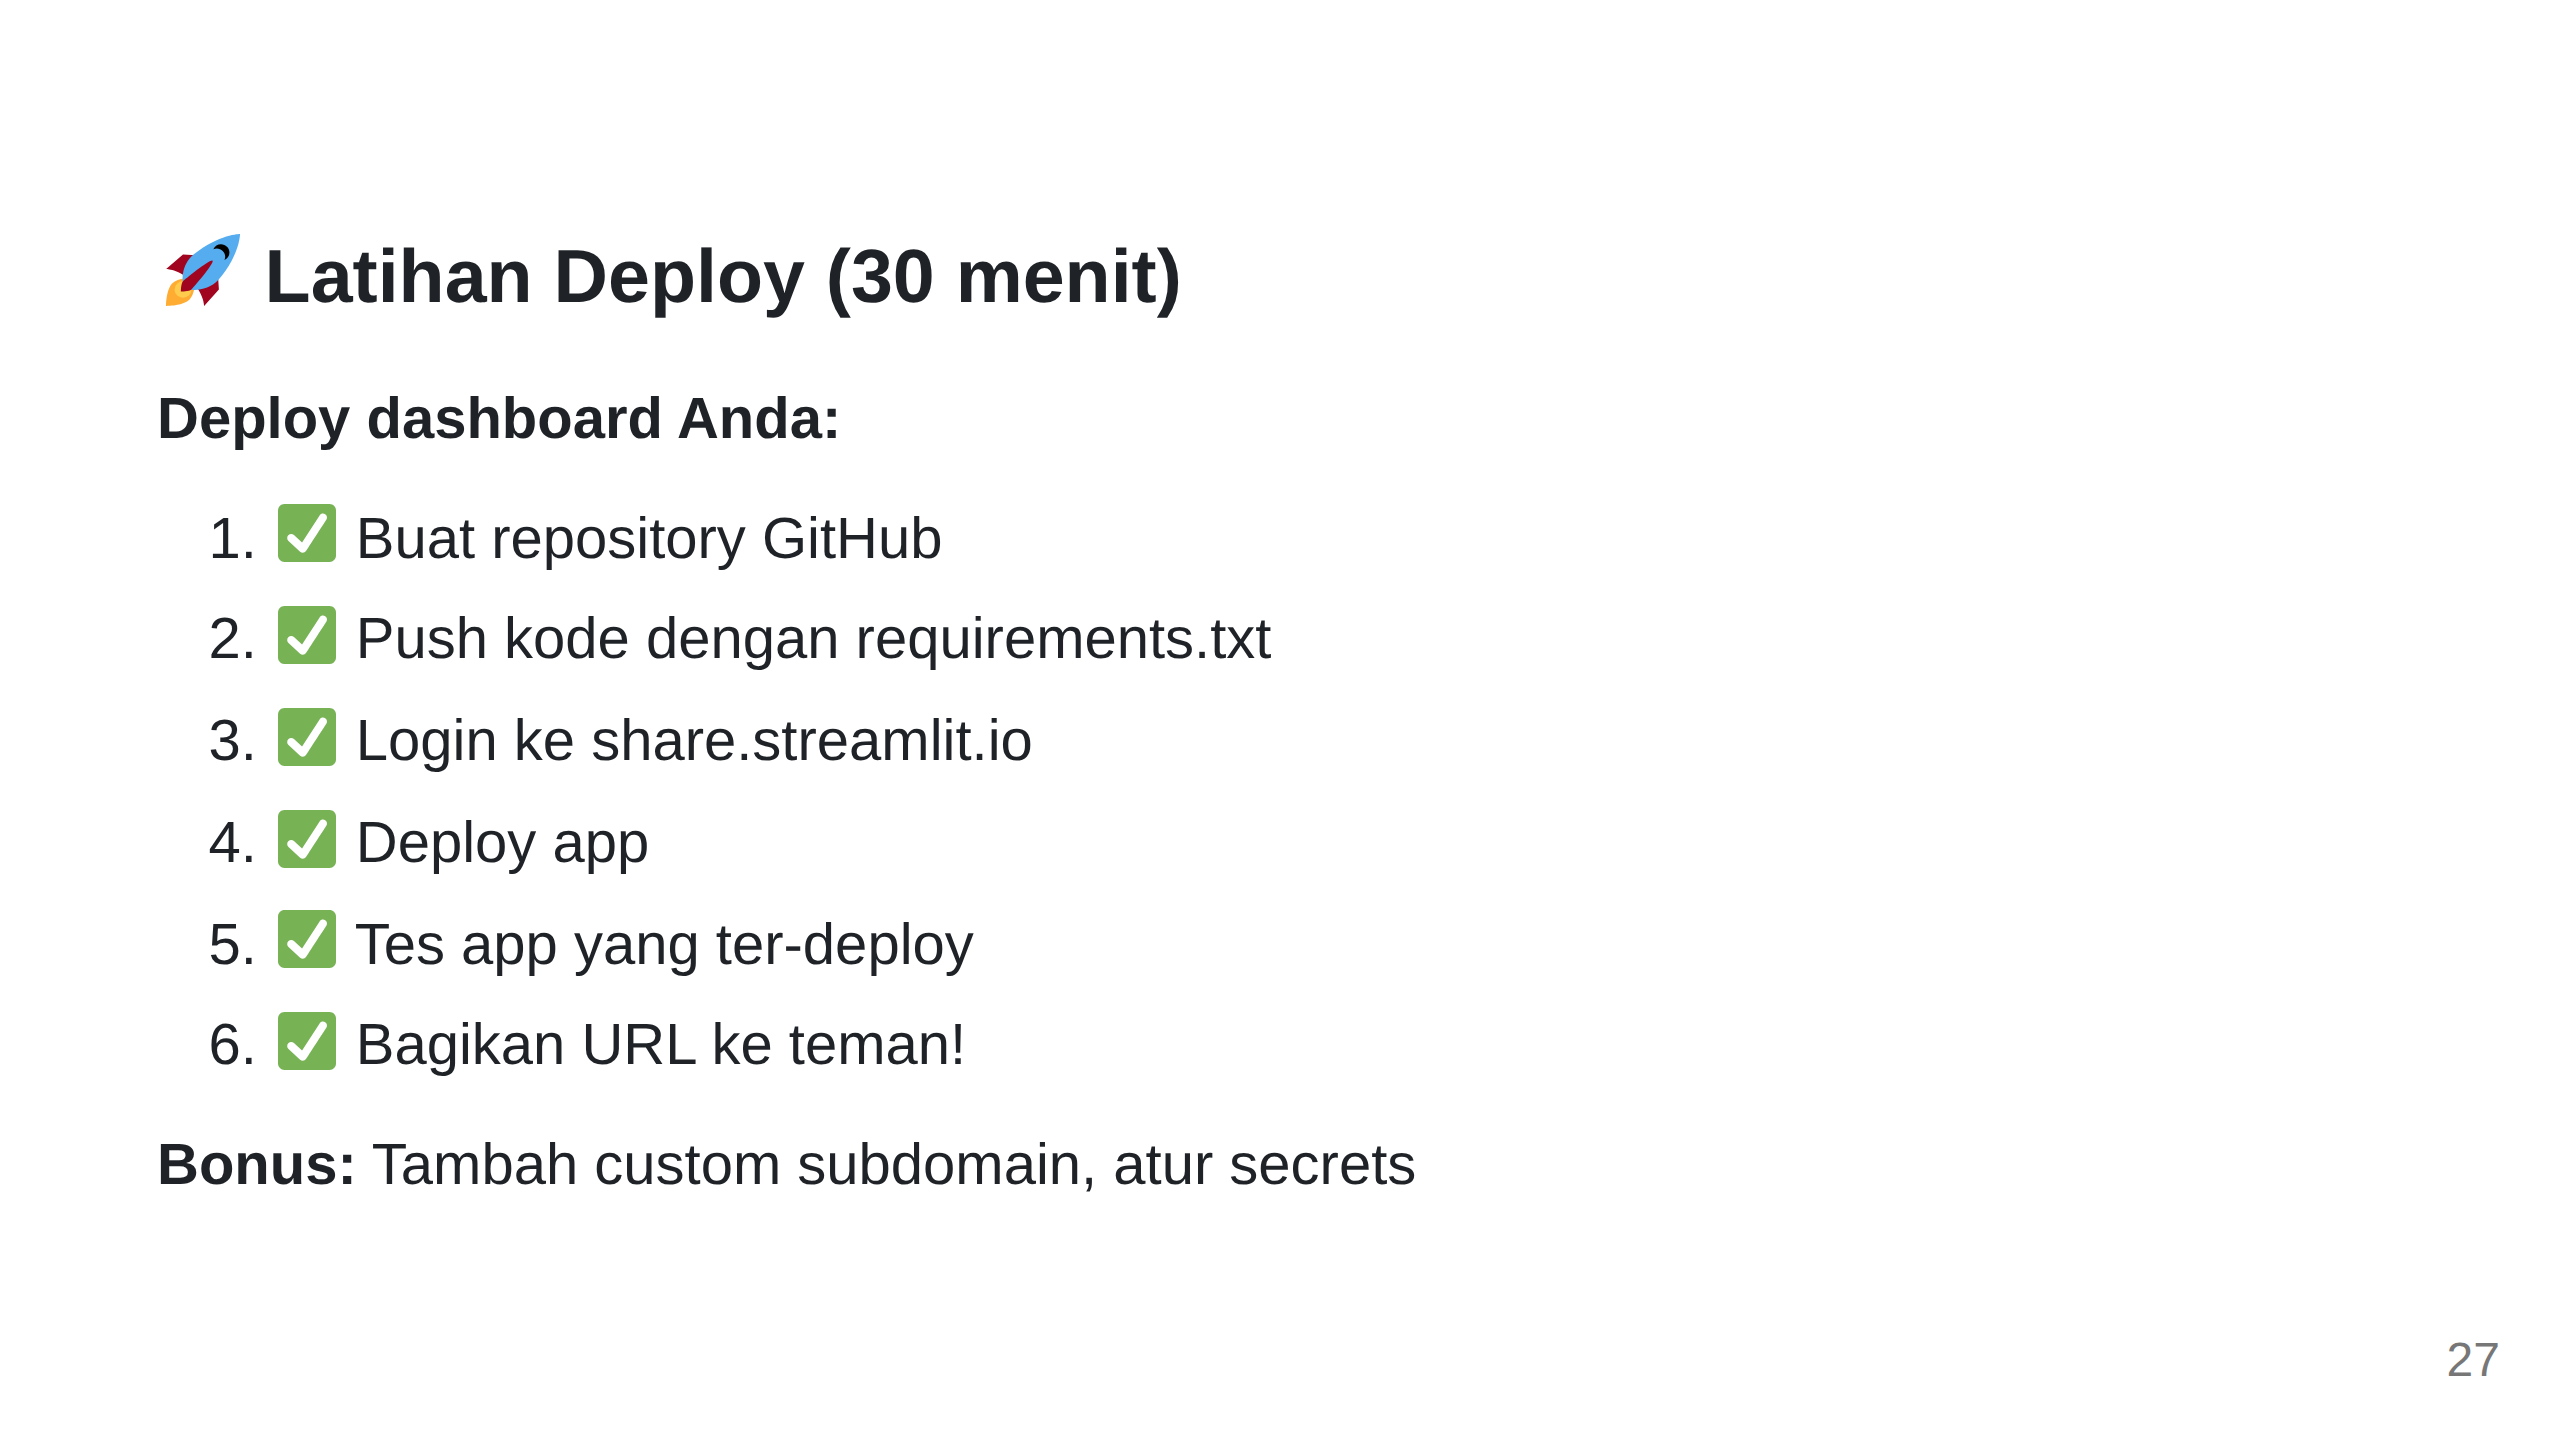 🚀 Latihan Deploy (30 menit)
Deploy dashboard Anda:
1. ✅ Buat repository GitHub
2. ✅ Push kode dengan requirements.txt
3. ✅ Login ke share.streamlit.io
4. ✅ Deploy app
5. ✅ Tes app yang ter-deploy
6. ✅ Bagikan URL ke teman!
Bonus: Tambah custom subdomain, atur secrets
27